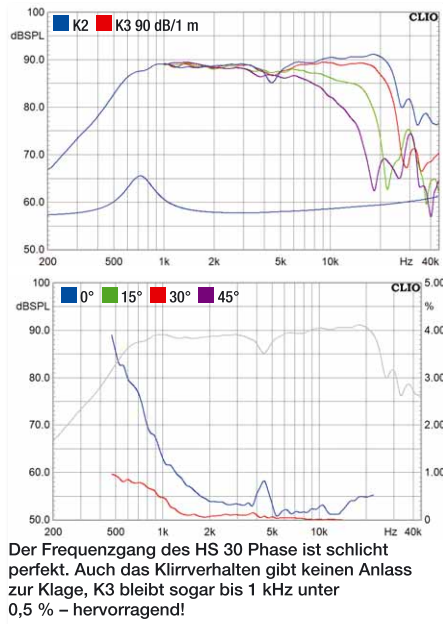 100
dBSPL
90.0
80.0
70.0
60.0
50.0
K2 K3 90 dB/1 m
CLIO
200 500 1k 2k 5k 10k Hz 40k
100
dBSPL
90.0
80.0
70.0
60.0
50.0
0° 15° 30° 45°
CLIO
5.00
%
4.00
3.00
2.00
1.00
0
200 500 1k 2k 5k 10k Hz 40k
Der Frequenzgang des HS 30 Phase ist schlicht
perfekt. Auch das Klirrverhalten gibt keinen Anlass
zur Klage, K3 bleibt sogar bis 1 kHz unter
0,5 % – hervorragend!